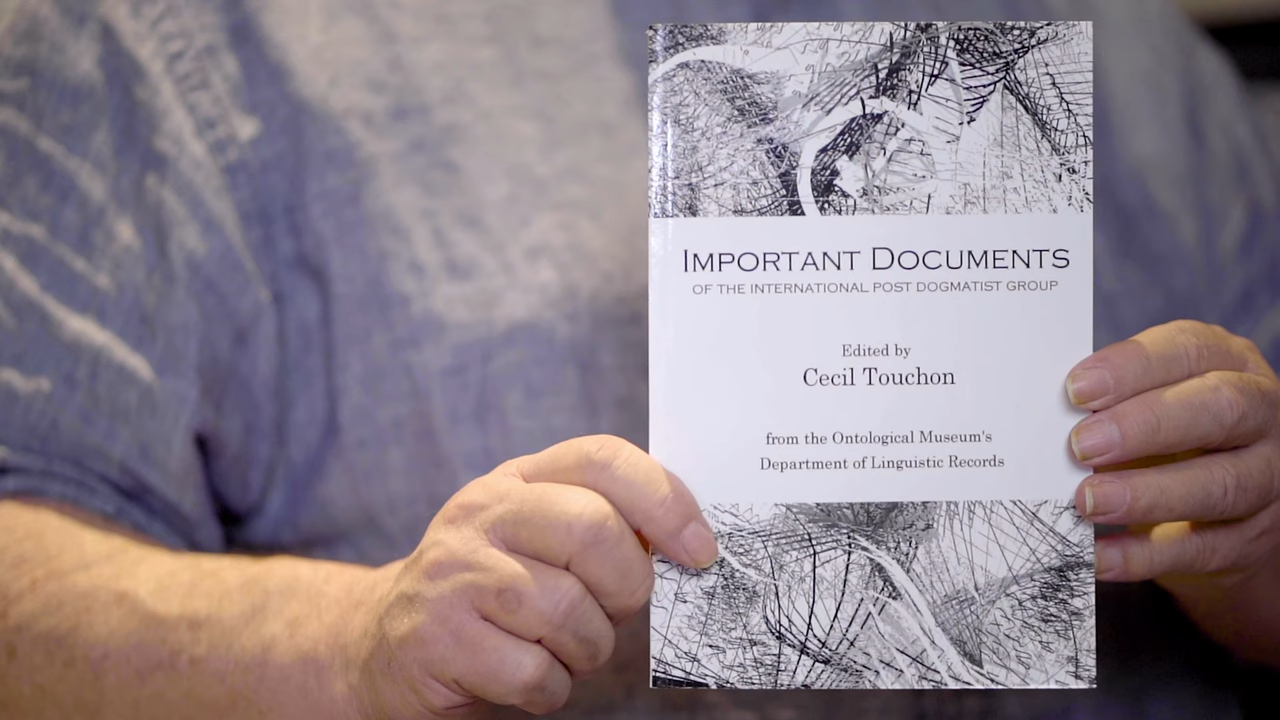 IMPORTANT DOCUMENTS
OF THE INTERNATIONAL POST DOGMATIST GROUP
Edited by
Cecil Touchon
from the Ontological Museum's
Department of Linguistic Records